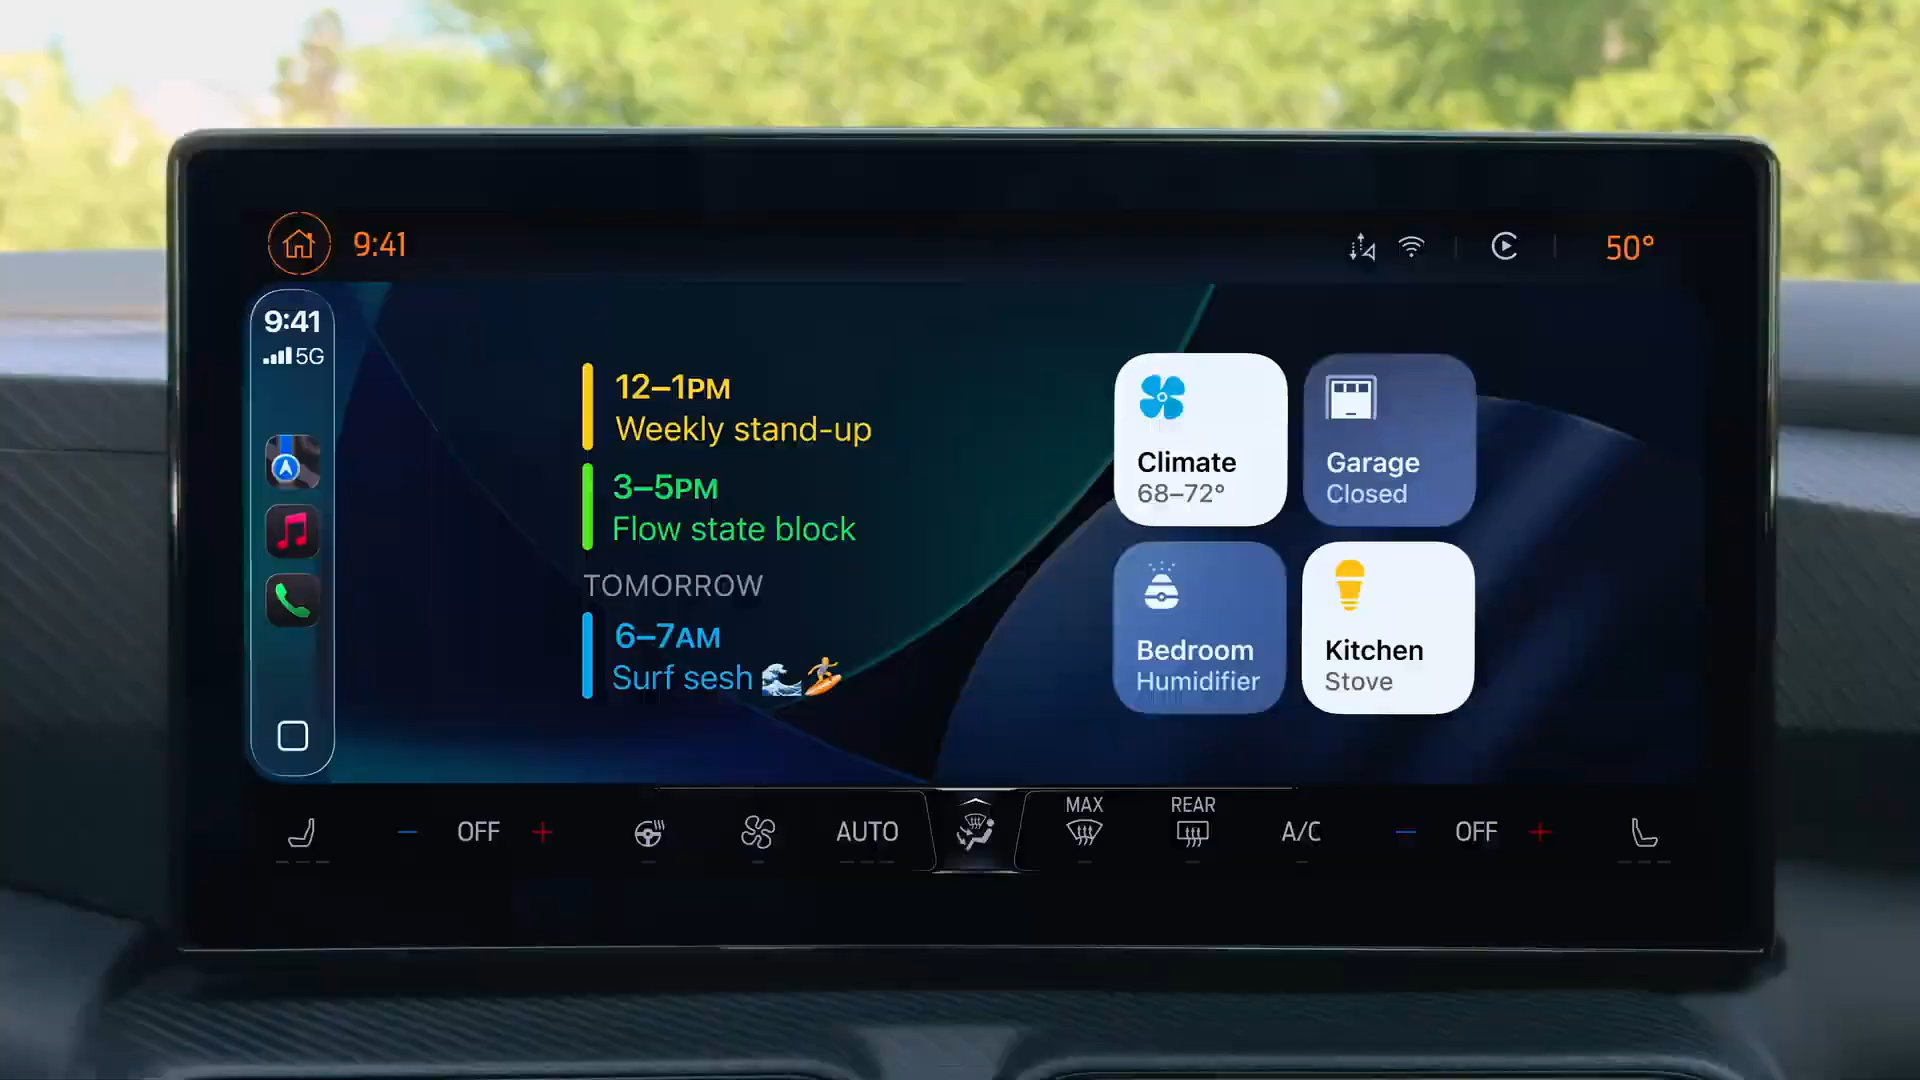 9:41
50°
9:41
5G
12–1PM
Weekly stand-up
3–5PM
Flow state block
TOMORROW
6–7AM
Surf sesh 🌊🏄
Climate
68–72°
Garage
Closed
Bedroom
Humidifier
Kitchen
Stove
OFF
AUTO
MAX
REAR
A/C
OFF